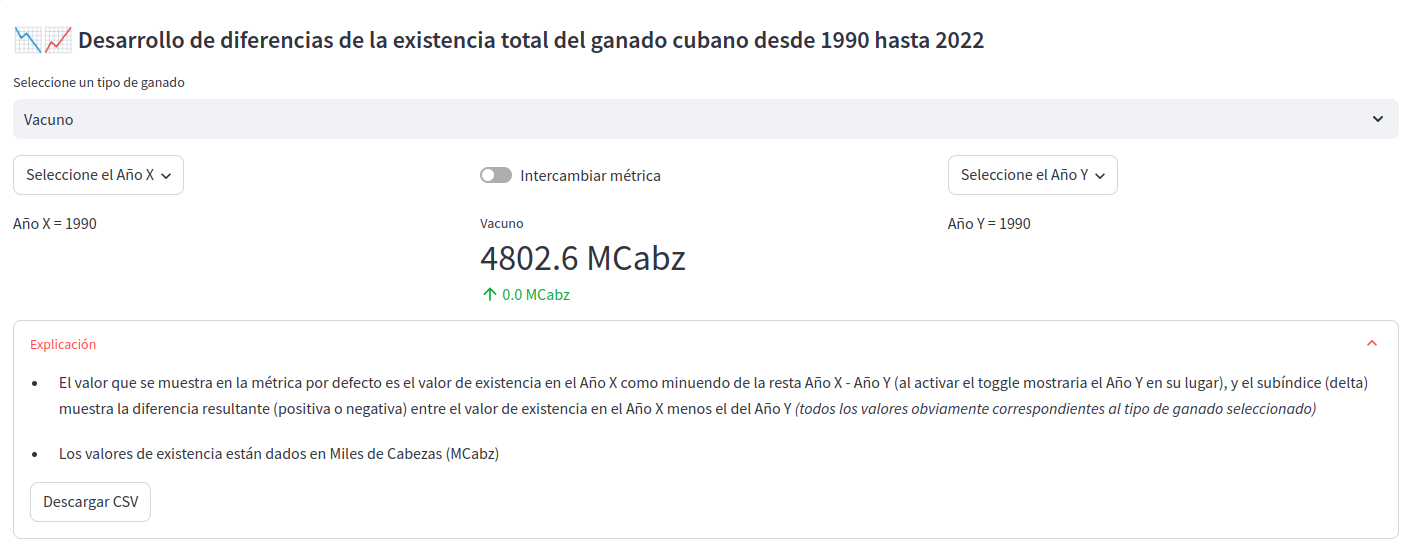 Desarrollo de diferencias de la existencia total del ganado cubano desde 1990 hasta 2022
Seleccione un tipo de ganado
Vacuno
Seleccione el Año X
Intercambiar métrica
Seleccione el Año Y
Año X = 1990
Vacuno
Año Y = 1990
4802.6 MCabz
↑ 0.0 MCabz
Explicación
• El valor que se muestra en la métrica por defecto es el valor de existencia en el Año X como minuendo de la resta Año X - Año Y (al activar el toggle mostraria el Año Y en su lugar), y el subíndice (delta)
muestra la diferencia resultante (positiva o negativa) entre el valor de existencia en el Año X menos el del Año Y (todos los valores obviamente correspondientes al tipo de ganado seleccionado)
• Los valores de existencia están dados en Miles de Cabezas (MCabz)
Descargar CSV